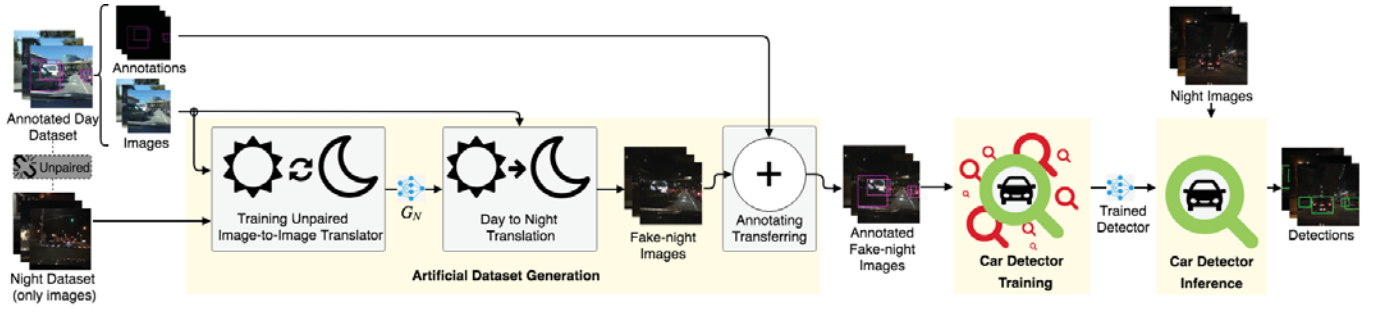 Annotations
Images
Annotated Day
Dataset
Unpaired
Night Dataset
(only images)
Training Unpaired
Image-to-Image Translator
G_N
Day to Night
Translation
Fake-night
Images
Annotating
Transferring
Artificial Dataset Generation
Annotated
Fake-night
Images
Car Detector
Training
Trained
Detector
Night Images
Car Detector
Inference
Detections